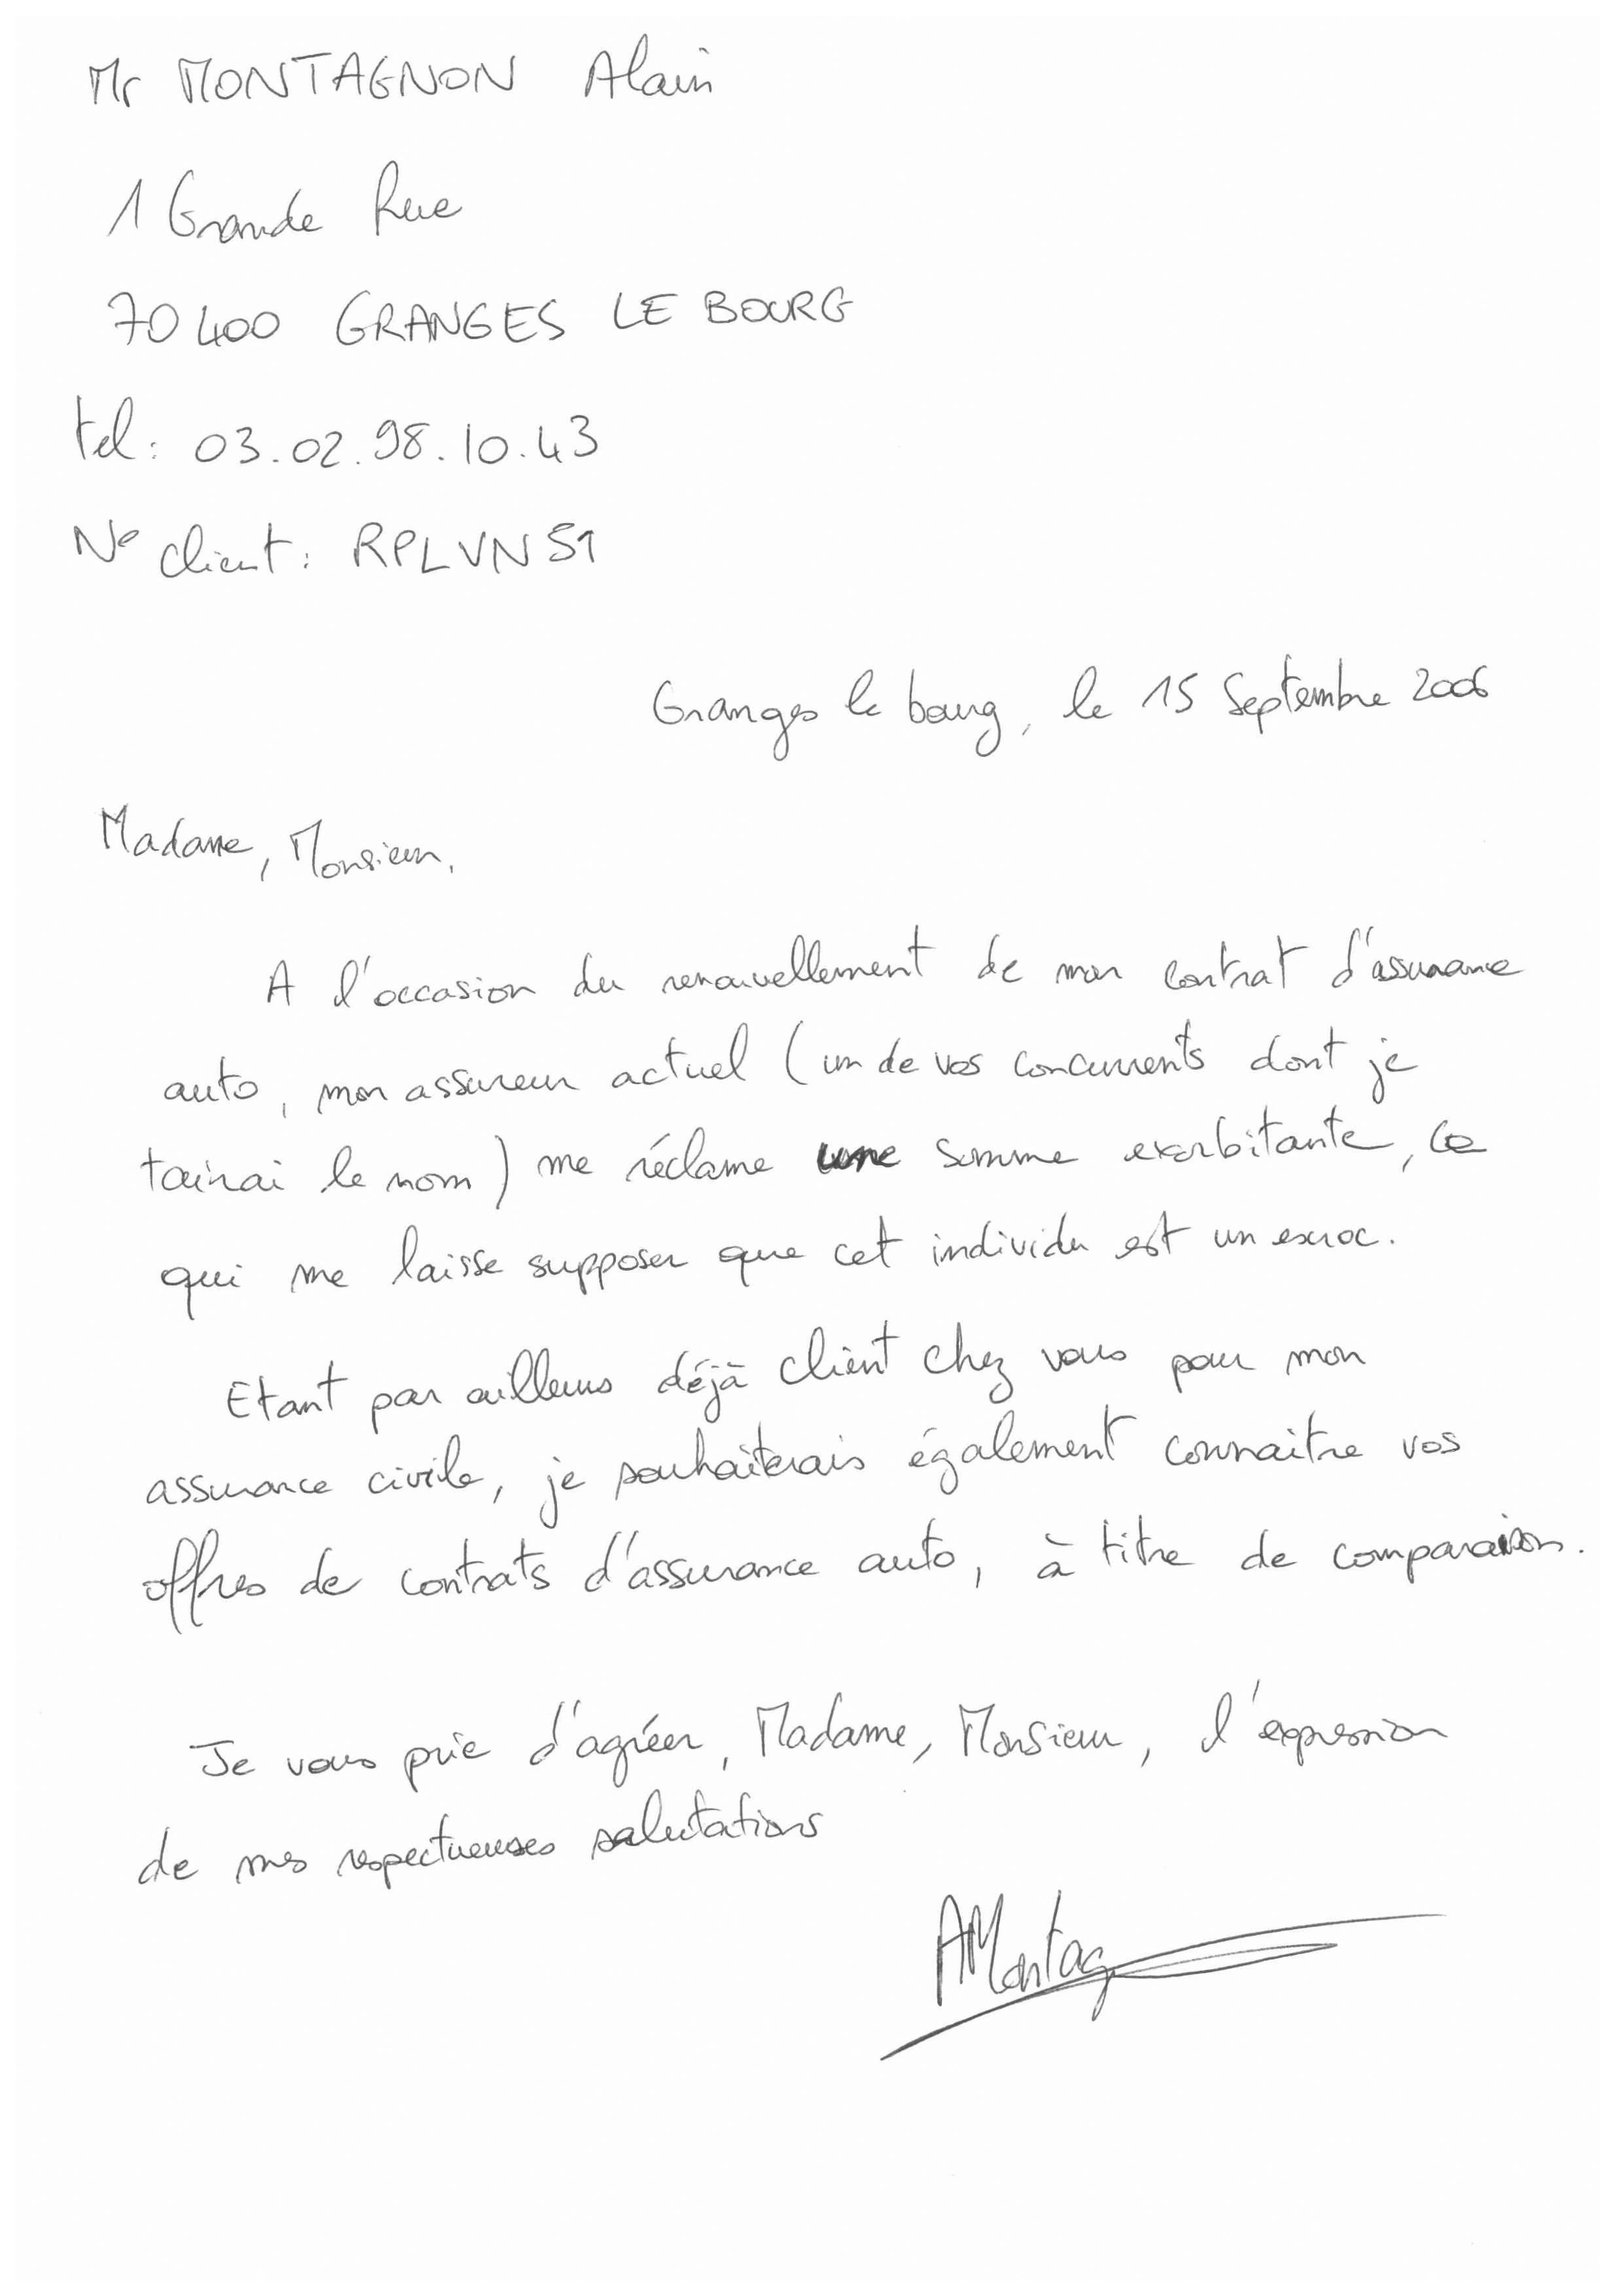 Mr MONTAGNON Alain
1 Grande Rue
70400 GRANGES LE BOURG
tel : 03.02.98.10.43
N° client : RPLVN51
Granges le bourg, le 15 Septembre 2006
Madame, Monsieur,
A l'occasion du renouvellement de mon contrat d'assurance
auto, mon assureur actuel (un de vos concurrents dont je
tairai le nom) me réclame une somme exorbitante, ce
qui me laisse supposer que cet individu est un escroc.
Etant par ailleurs déjà client chez vous pour mon
assurance civile, je souhaiterais également connaitre vos
offres de contrats d'assurance auto, à titre de comparaison.
Je vous prie d'agréer, Madame, Monsieur, l'expression
de mes respectueuses salutations
AMontag